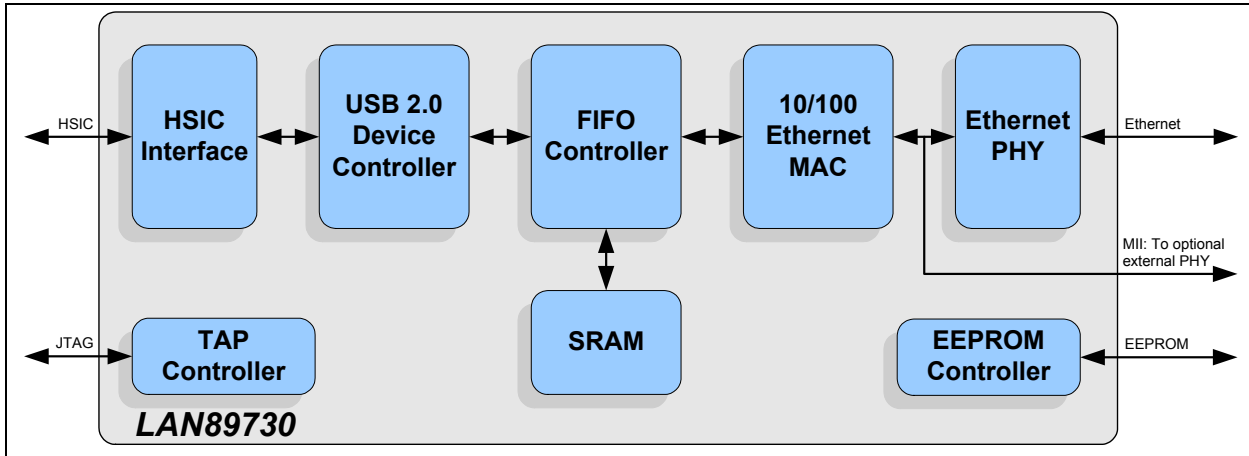 HSIC
HSIC
Interface
USB 2.0
Device
Controller
FIFO
Controller
10/100
Ethernet
MAC
Ethernet
PHY
Ethernet
MII: To optional
external PHY
SRAM
JTAG
TAP
Controller
EEPROM
Controller
EEPROM
LAN89730